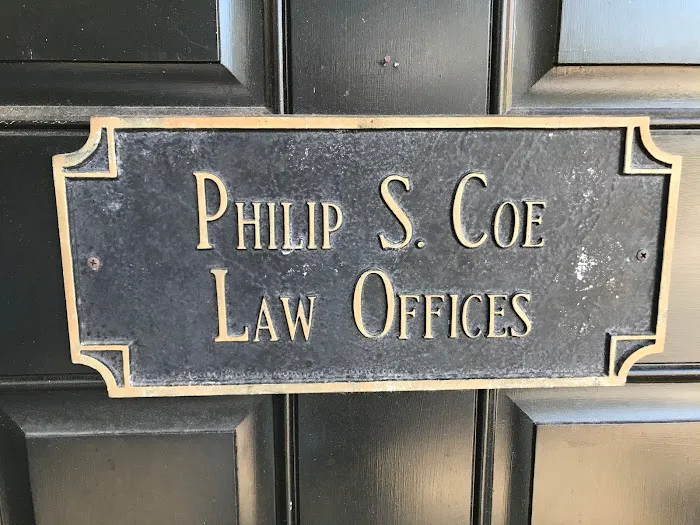 Philip S. Coe
Law Offices